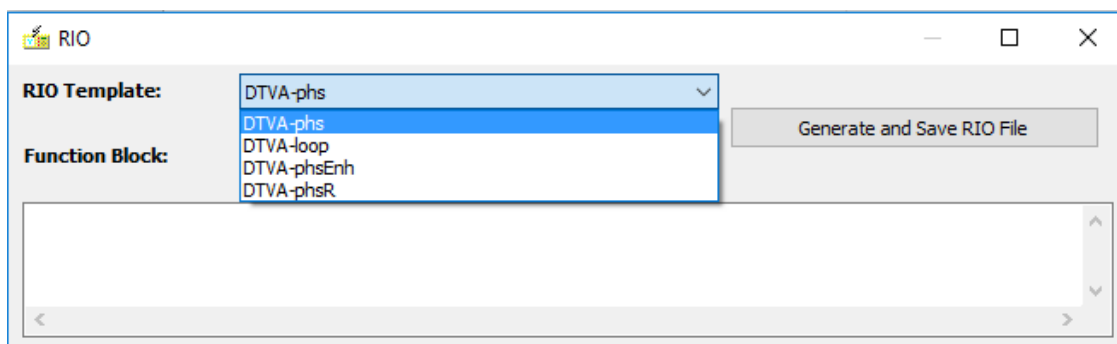 RIO
RIO Template:
DTVA-phs
DTVA-phs
DTVA-loop
DTVA-phsEnh
DTVA-phsR
Generate and Save RIO File
Function Block: